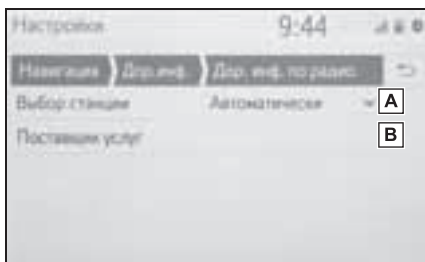 Настройки 9:44
Навигация Дор.инф. Дор. инф. по радио
Выбор станции Автоматически A
Поставщик услуг B